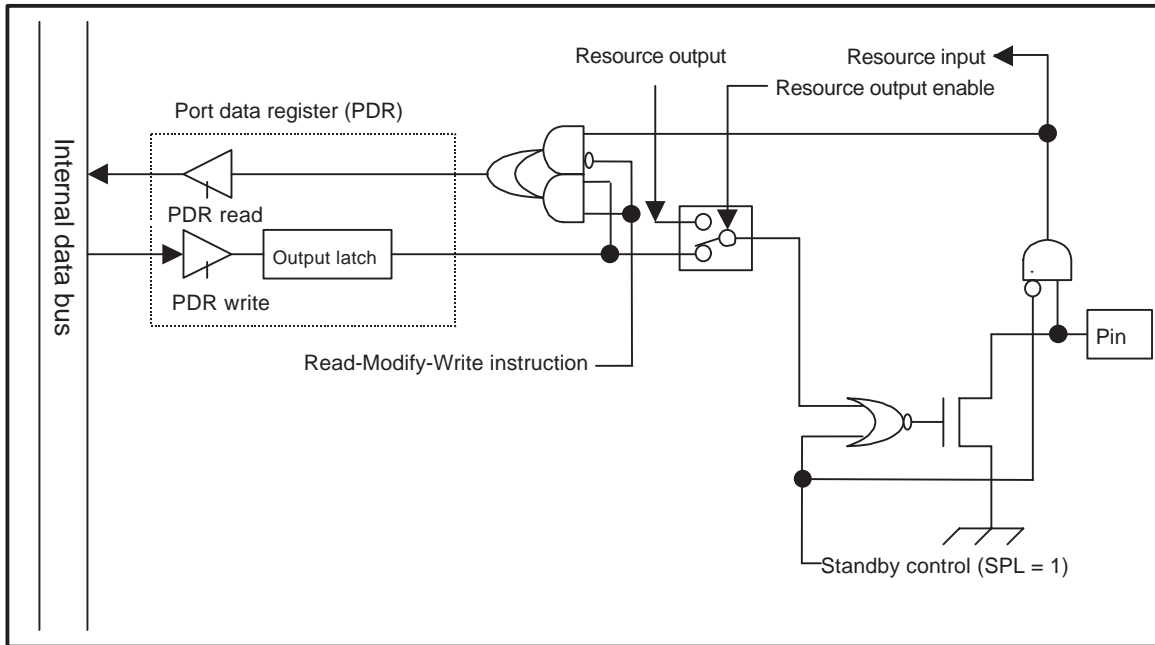 Resource output
Resource input
Resource output enable
Port data register (PDR)
Internal data bus
PDR read
Output latch
PDR write
Pin
Read-Modify-Write instruction
Standby control (SPL = 1)